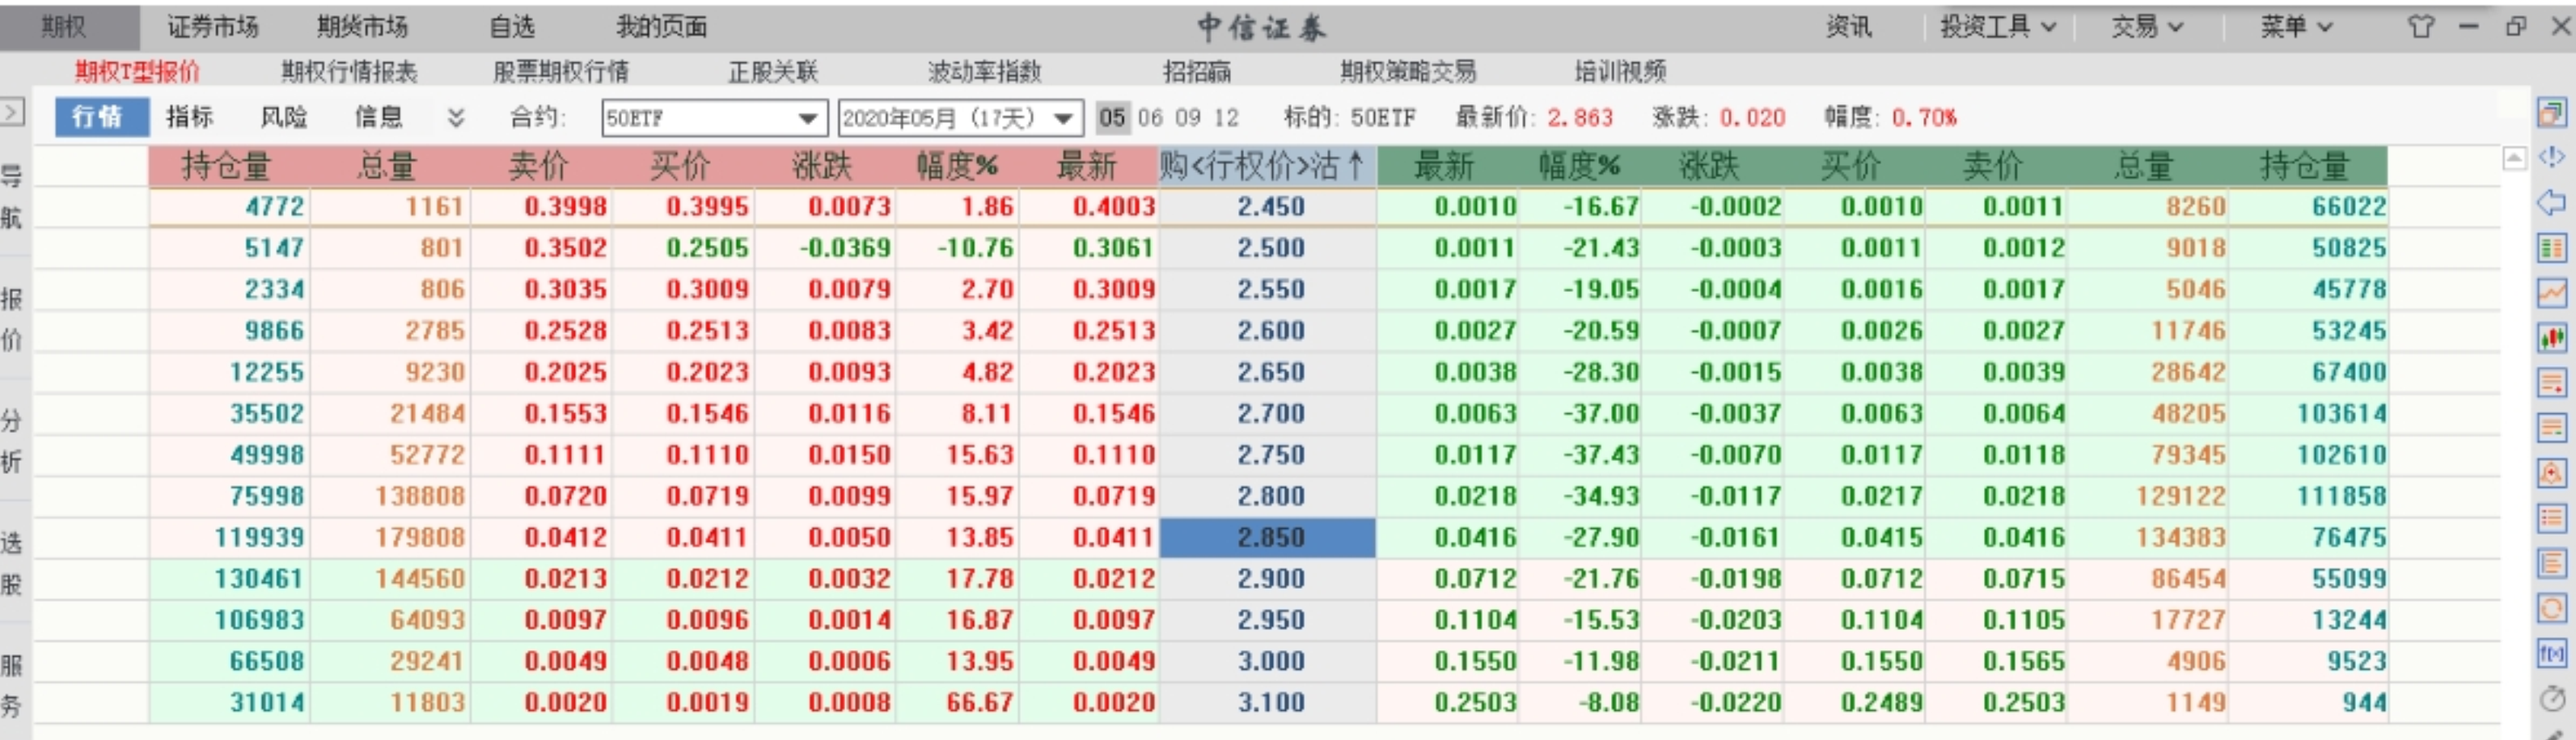 期权 证券市场 期货市场 自选 我的页面 中信证券 资讯 投资工具 交易 菜单
期权T型报价 期权行情报表 股票期权行情 正股关联 波动率指数 招招赢 期权策略交易 培训视频
行情 指标 风险 信息 合约: 50ETF 2020年05月 (17天) 05 06 09 12 标的: 50ETF 最新价: 2.863 涨跌: 0.020 幅度: 0.70%
持仓量 总量 卖价 买价 涨跌 幅度% 最新 购<行权价>沽↑ 最新 幅度% 涨跌 买价 卖价 总量 持仓量
4772 1161 0.3998 0.3995 0.0073 1.86 0.4003 2.450 0.0010 -16.67 -0.0002 0.0010 0.0011 8260 66022
5147 801 0.3502 0.2505 -0.0369 -10.76 0.3061 2.500 0.0011 -21.43 -0.0003 0.0011 0.0012 9018 50825
2334 806 0.3035 0.3009 0.0079 2.70 0.3009 2.550 0.0017 -19.05 -0.0004 0.0016 0.0017 5046 45778
9866 2785 0.2528 0.2513 0.0083 3.42 0.2513 2.600 0.0027 -20.59 -0.0007 0.0026 0.0027 11746 53245
12255 9230 0.2025 0.2023 0.0093 4.82 0.2023 2.650 0.0038 -28.30 -0.0015 0.0038 0.0039 28642 67400
35502 21484 0.1553 0.1546 0.0116 8.11 0.1546 2.700 0.0063 -37.00 -0.0037 0.0063 0.0064 48205 103614
49998 52772 0.1111 0.1110 0.0150 15.63 0.1110 2.750 0.0117 -37.43 -0.0070 0.0117 0.0118 79345 102610
75998 138808 0.0720 0.0719 0.0099 15.97 0.0719 2.800 0.0218 -34.93 -0.0117 0.0217 0.0218 129122 111858
119939 179808 0.0412 0.0411 0.0050 13.85 0.0411 2.850 0.0416 -27.90 -0.0161 0.0415 0.0416 134383 76475
130461 144560 0.0213 0.0212 0.0032 17.78 0.0212 2.900 0.0712 -21.76 -0.0198 0.0712 0.0715 86454 55099
106983 64093 0.0097 0.0096 0.0014 16.87 0.0097 2.950 0.1104 -15.53 -0.0203 0.1104 0.1105 17727 13244
66508 29241 0.0049 0.0048 0.0006 13.95 0.0049 3.000 0.1550 -11.98 -0.0211 0.1550 0.1565 4906 9523
31014 11803 0.0020 0.0019 0.0008 66.67 0.0020 3.100 0.2503 -8.08 -0.0220 0.2489 0.2503 1149 944
导航
报价
分析
选股
服务
f(x)